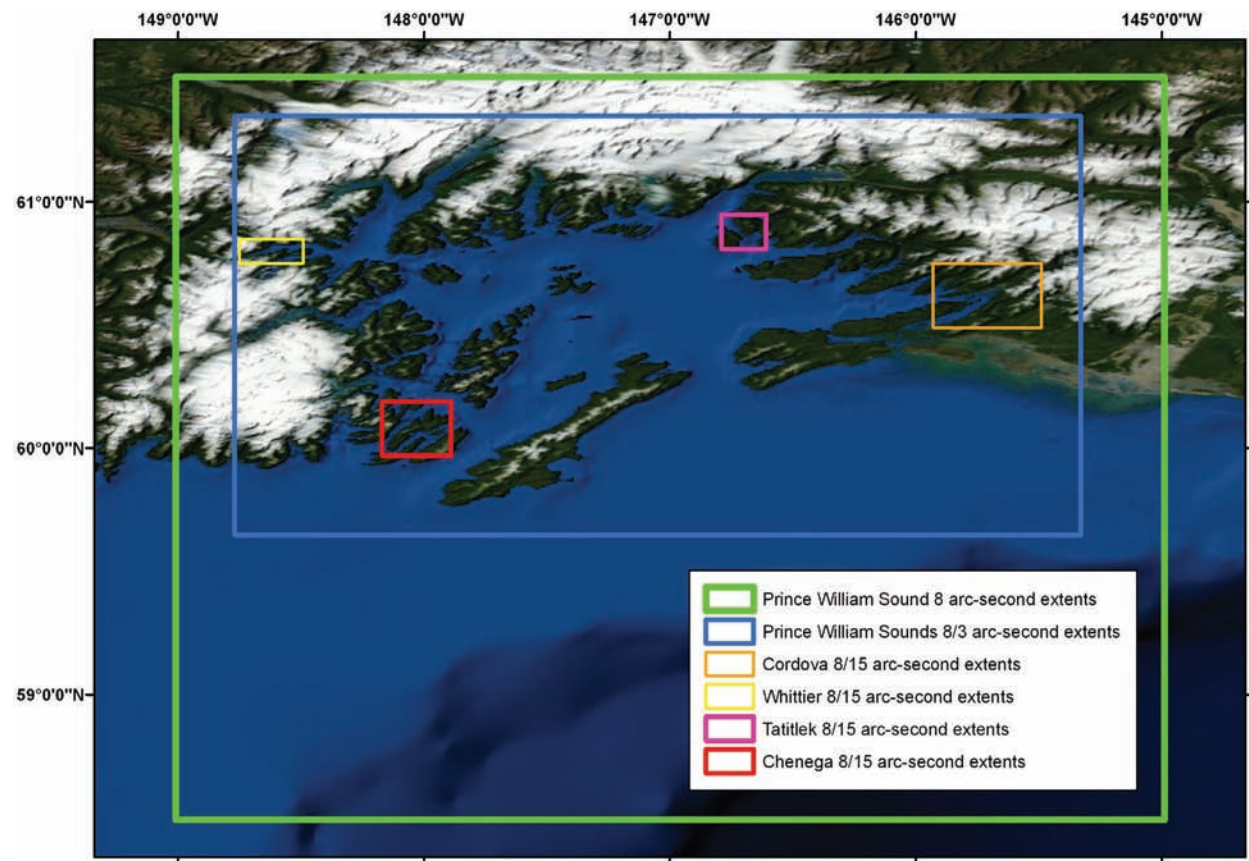 149°0'0"W 148°0'0"W 147°0'0"W 146°0'0"W 145°0'0"W
61°0'0"N
60°0'0"N
59°0'0"N
Prince William Sound 8 arc-second extents
Prince William Sounds 8/3 arc-second extents
Cordova 8/15 arc-second extents
Whittier 8/15 arc-second extents
Tatitlek 8/15 arc-second extents
Chenega 8/15 arc-second extents